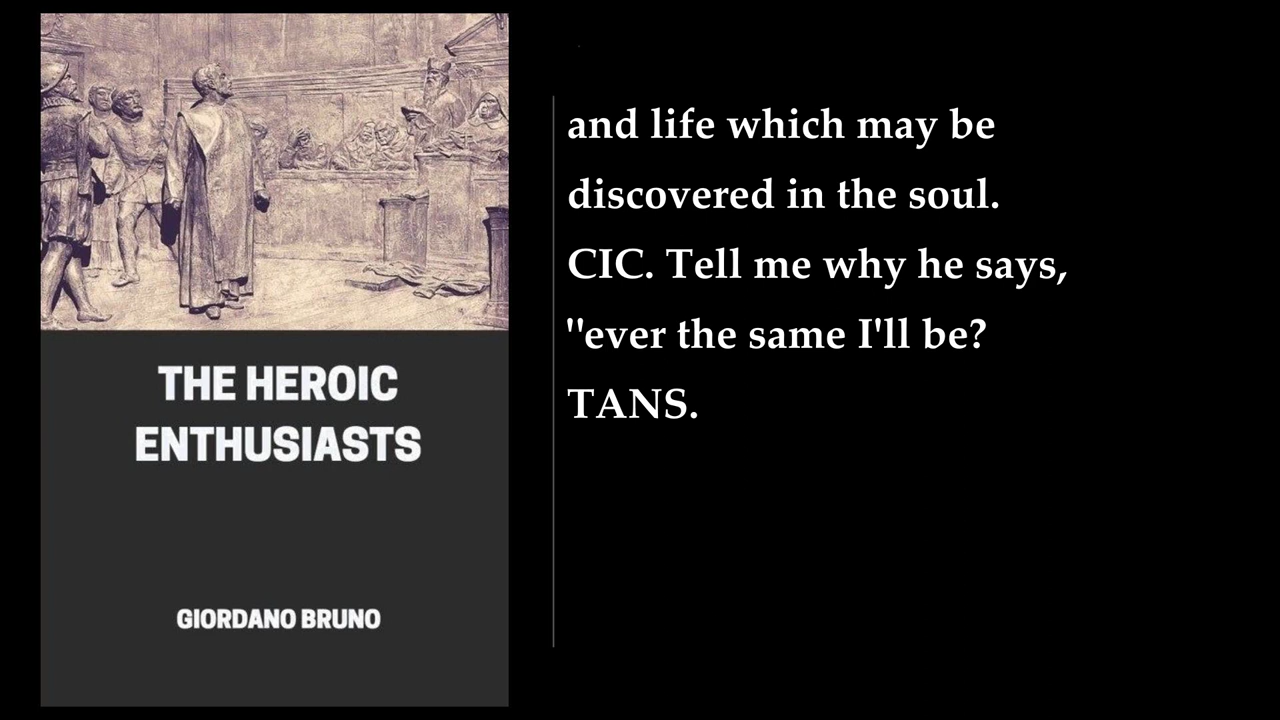 THE HEROIC
ENTHUSIASTS
GIORDANO BRUNO
and life which may be
discovered in the soul.
CIC. Tell me why he says,
"ever the same I'll be?
TANS.